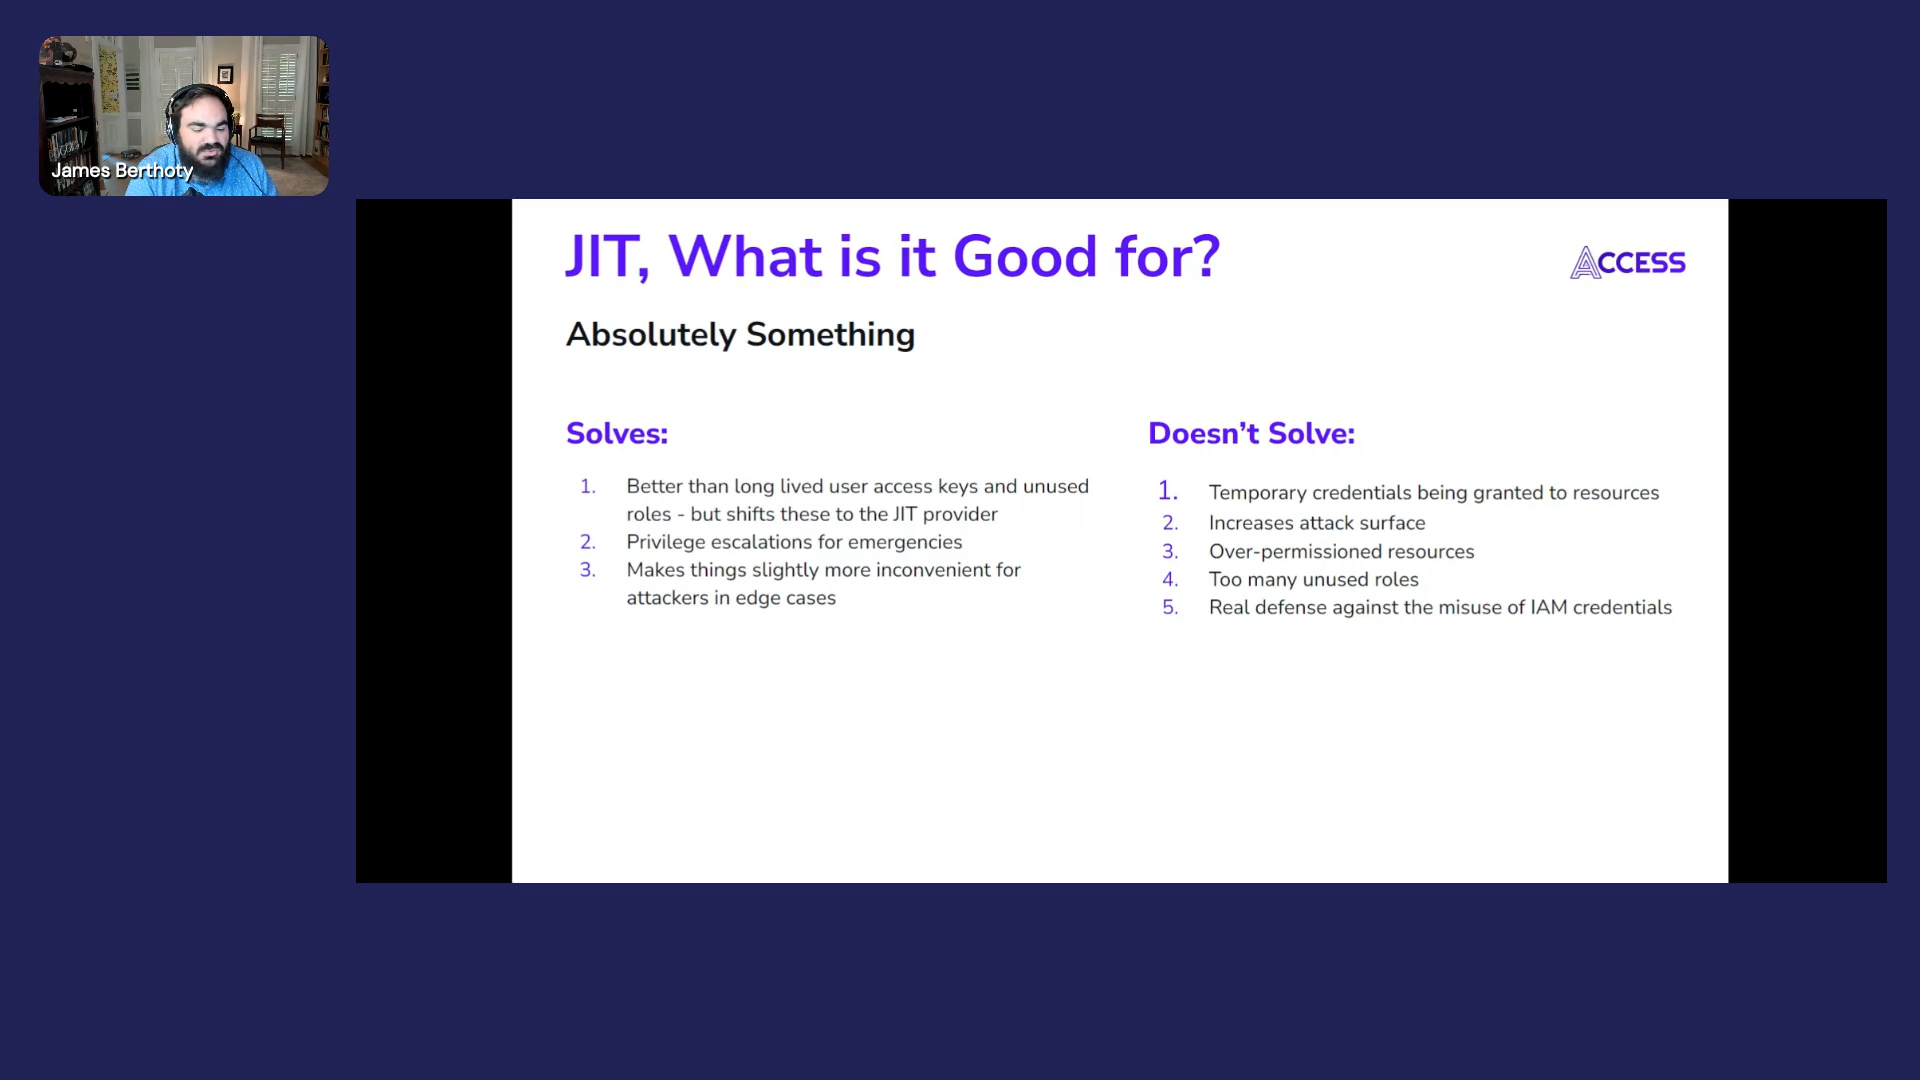 James Berthoty
JIT, What is it Good for?
ACCESS
Absolutely Something
Solves:
1. Better than long lived user access keys and unused
roles - but shifts these to the JIT provider
2. Privilege escalations for emergencies
3. Makes things slightly more inconvenient for
attackers in edge cases
Doesn’t Solve:
1. Temporary credentials being granted to resources
2. Increases attack surface
3. Over-permissioned resources
4. Too many unused roles
5. Real defense against the misuse of IAM credentials